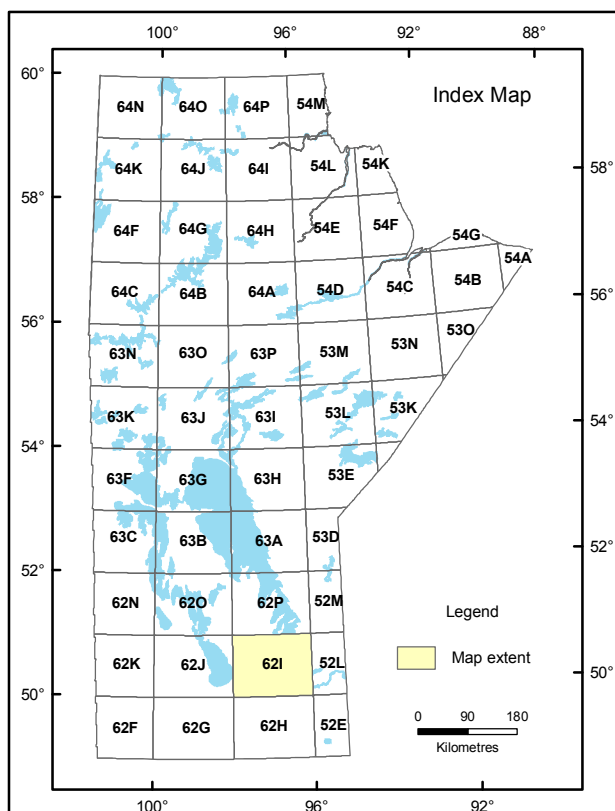 100° 96° 92° 88°
60°
Index Map
64N 64O 64P 54M
64K 64J 64I 54L 54K
58° 58°
64F 64G 64H 54E 54F 54G
54A
64C 64B 64A 54D 54C 54B
56° 56°
63N 63O 63P 53M 53N 53O
63K 63J 63I 53L 53K
54° 54°
63F 63G 63H 53E
63C 63B 63A 53D
52° 52°
62N 62O 62P 52M
Legend
62K 62J 62I 52L
Map extent
50° 50°
62F 62G 62H 52E
0 90 180
Kilometres
100° 96° 92°